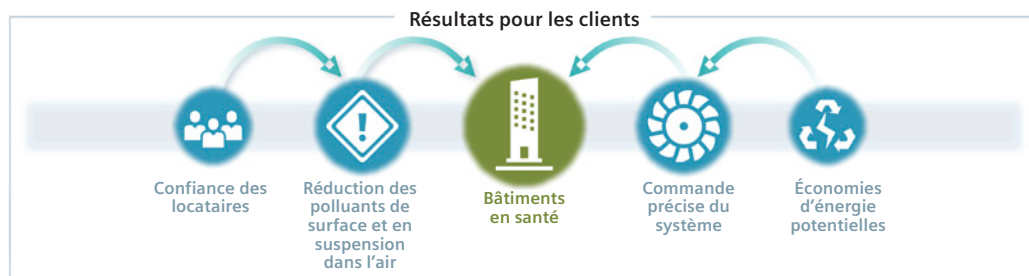 Résultats pour les clients
Confiance des
locataires
Réduction des
polluants de
surface et en
suspension
dans l’air
Bâtiments
en santé
Commande
précise du
système
Économies
d’énergie
potentielles